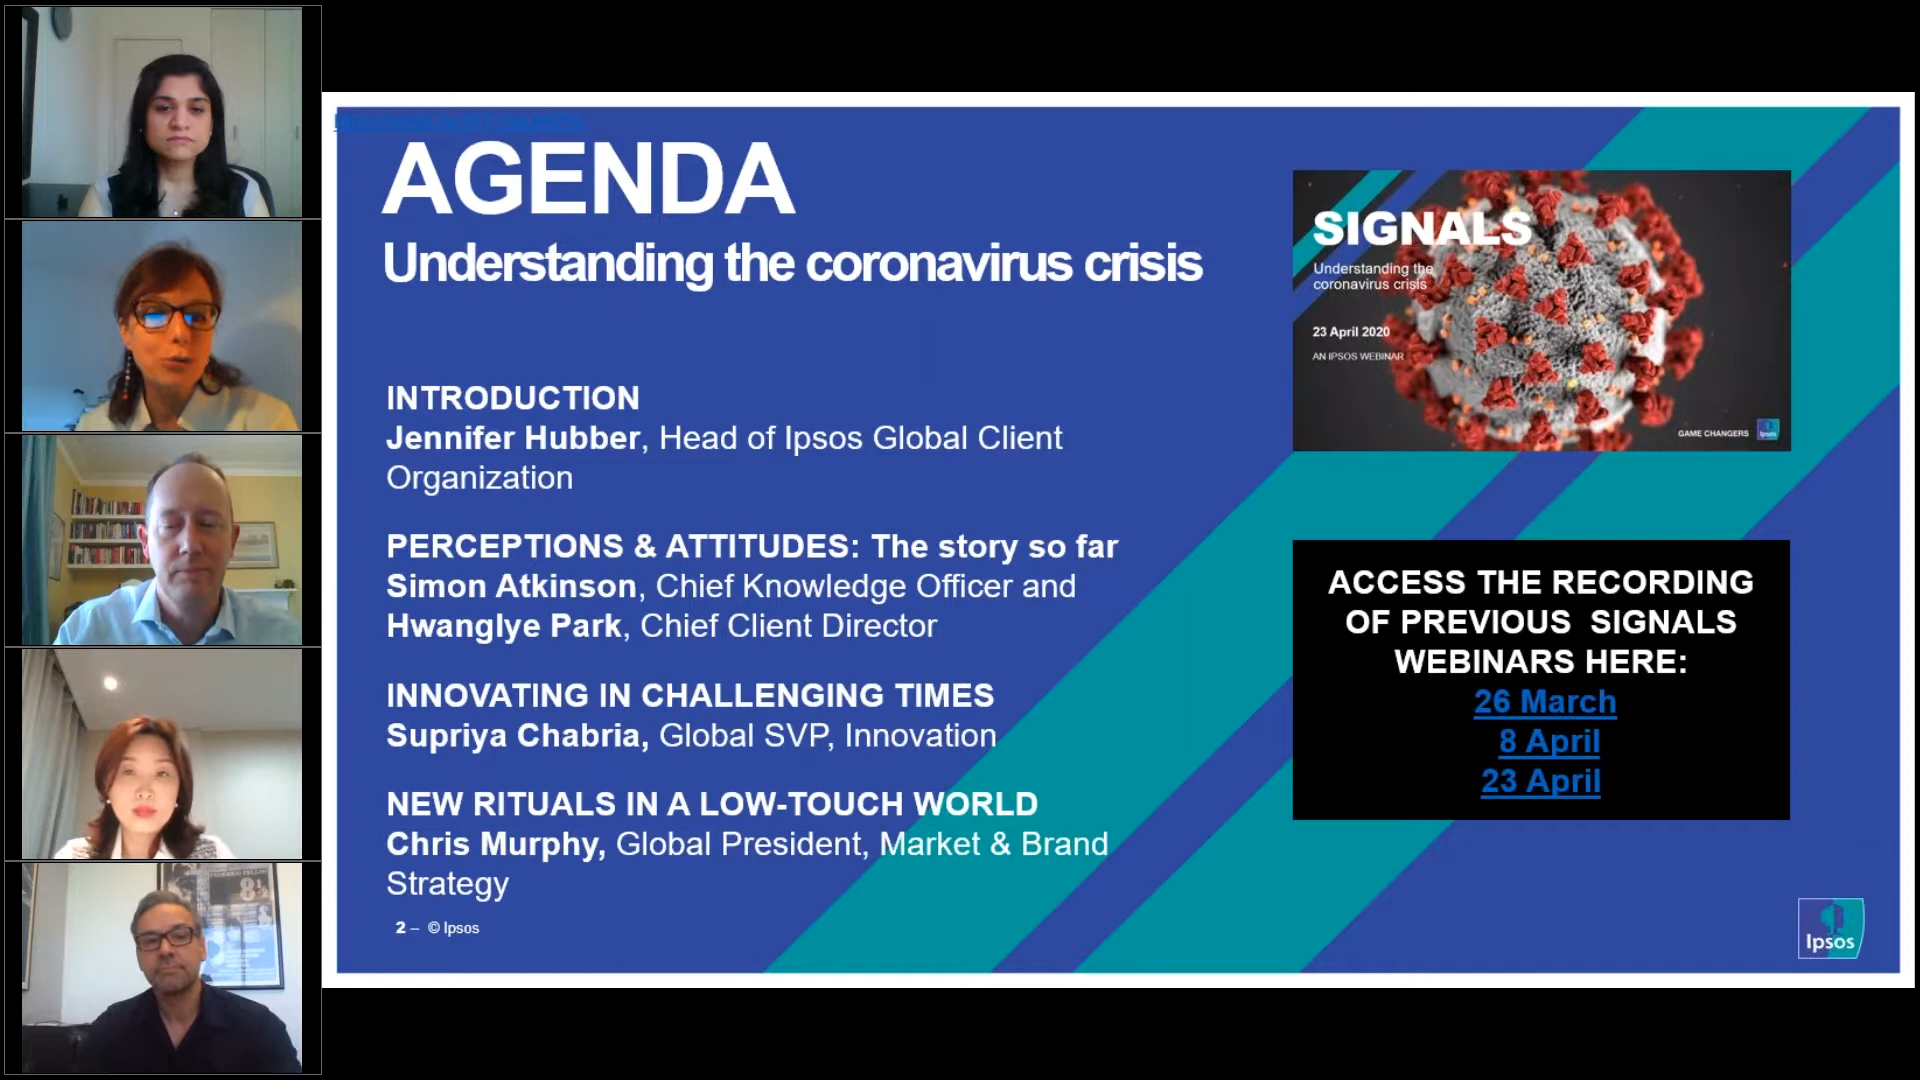 AGENDA
Understanding the coronavirus crisis
INTRODUCTION
Jennifer Hubber, Head of Ipsos Global Client
Organization
PERCEPTIONS & ATTITUDES: The story so far
Simon Atkinson, Chief Knowledge Officer and
Hwanglye Park, Chief Client Director
INNOVATING IN CHALLENGING TIMES
Supriya Chabria, Global SVP, Innovation
NEW RITUALS IN A LOW-TOUCH WORLD
Chris Murphy, Global President, Market & Brand
Strategy
2 – © Ipsos
SIGNALS
Understanding the
coronavirus crisis
23 April 2020
AN IPSOS WEBINAR
GAME CHANGERS
Ipsos
ACCESS THE RECORDING
OF PREVIOUS SIGNALS
WEBINARS HERE:
26 March
8 April
23 April
Ipsos
8½